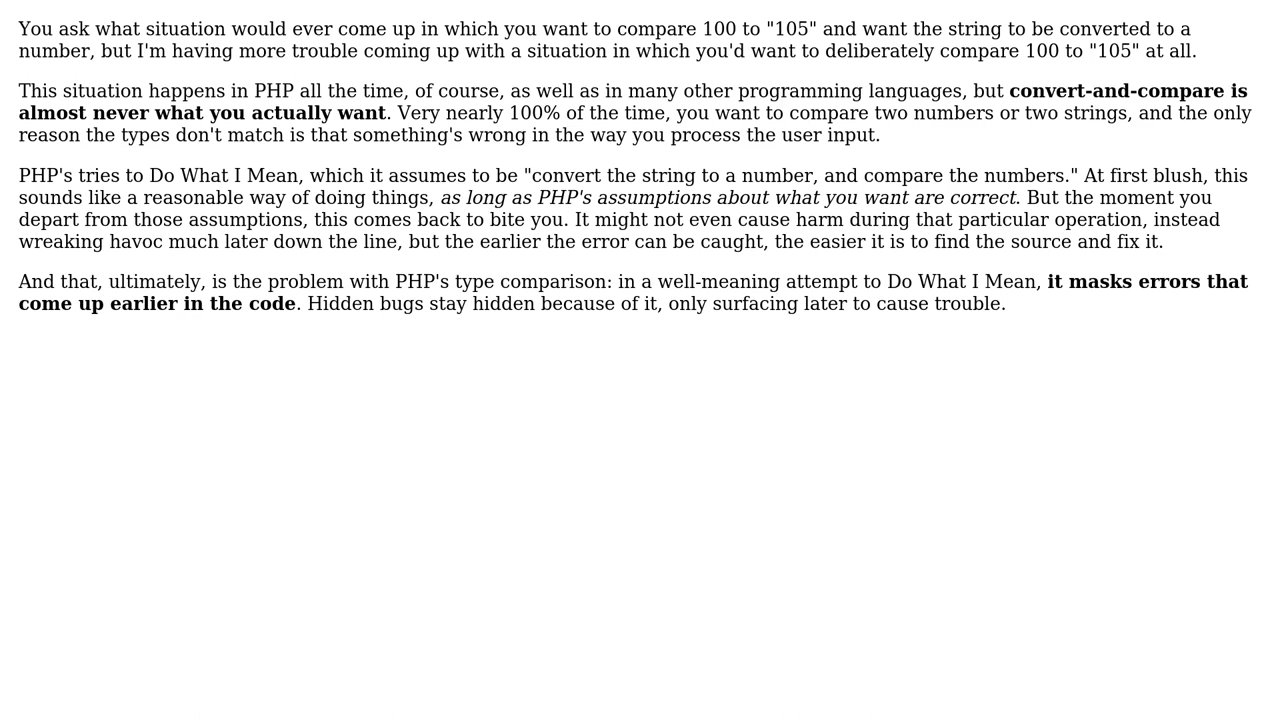 You ask what situation would ever come up in which you want to compare 100 to "105" and want the string to be converted to a
number, but I'm having more trouble coming up with a situation in which you'd want to deliberately compare 100 to "105" at all.
This situation happens in PHP all the time, of course, as well as in many other programming languages, but convert-and-compare is
almost never what you actually want. Very nearly 100% of the time, you want to compare two numbers or two strings, and the only
reason the types don't match is that something's wrong in the way you process the user input.
PHP's tries to Do What I Mean, which it assumes to be "convert the string to a number, and compare the numbers." At first blush, this
sounds like a reasonable way of doing things, as long as PHP's assumptions about what you want are correct. But the moment you
depart from those assumptions, this comes back to bite you. It might not even cause harm during that particular operation, instead
wreaking havoc much later down the line, but the earlier the error can be caught, the easier it is to find the source and fix it.
And that, ultimately, is the problem with PHP's type comparison: in a well-meaning attempt to Do What I Mean, it masks errors that
come up earlier in the code. Hidden bugs stay hidden because of it, only surfacing later to cause trouble.